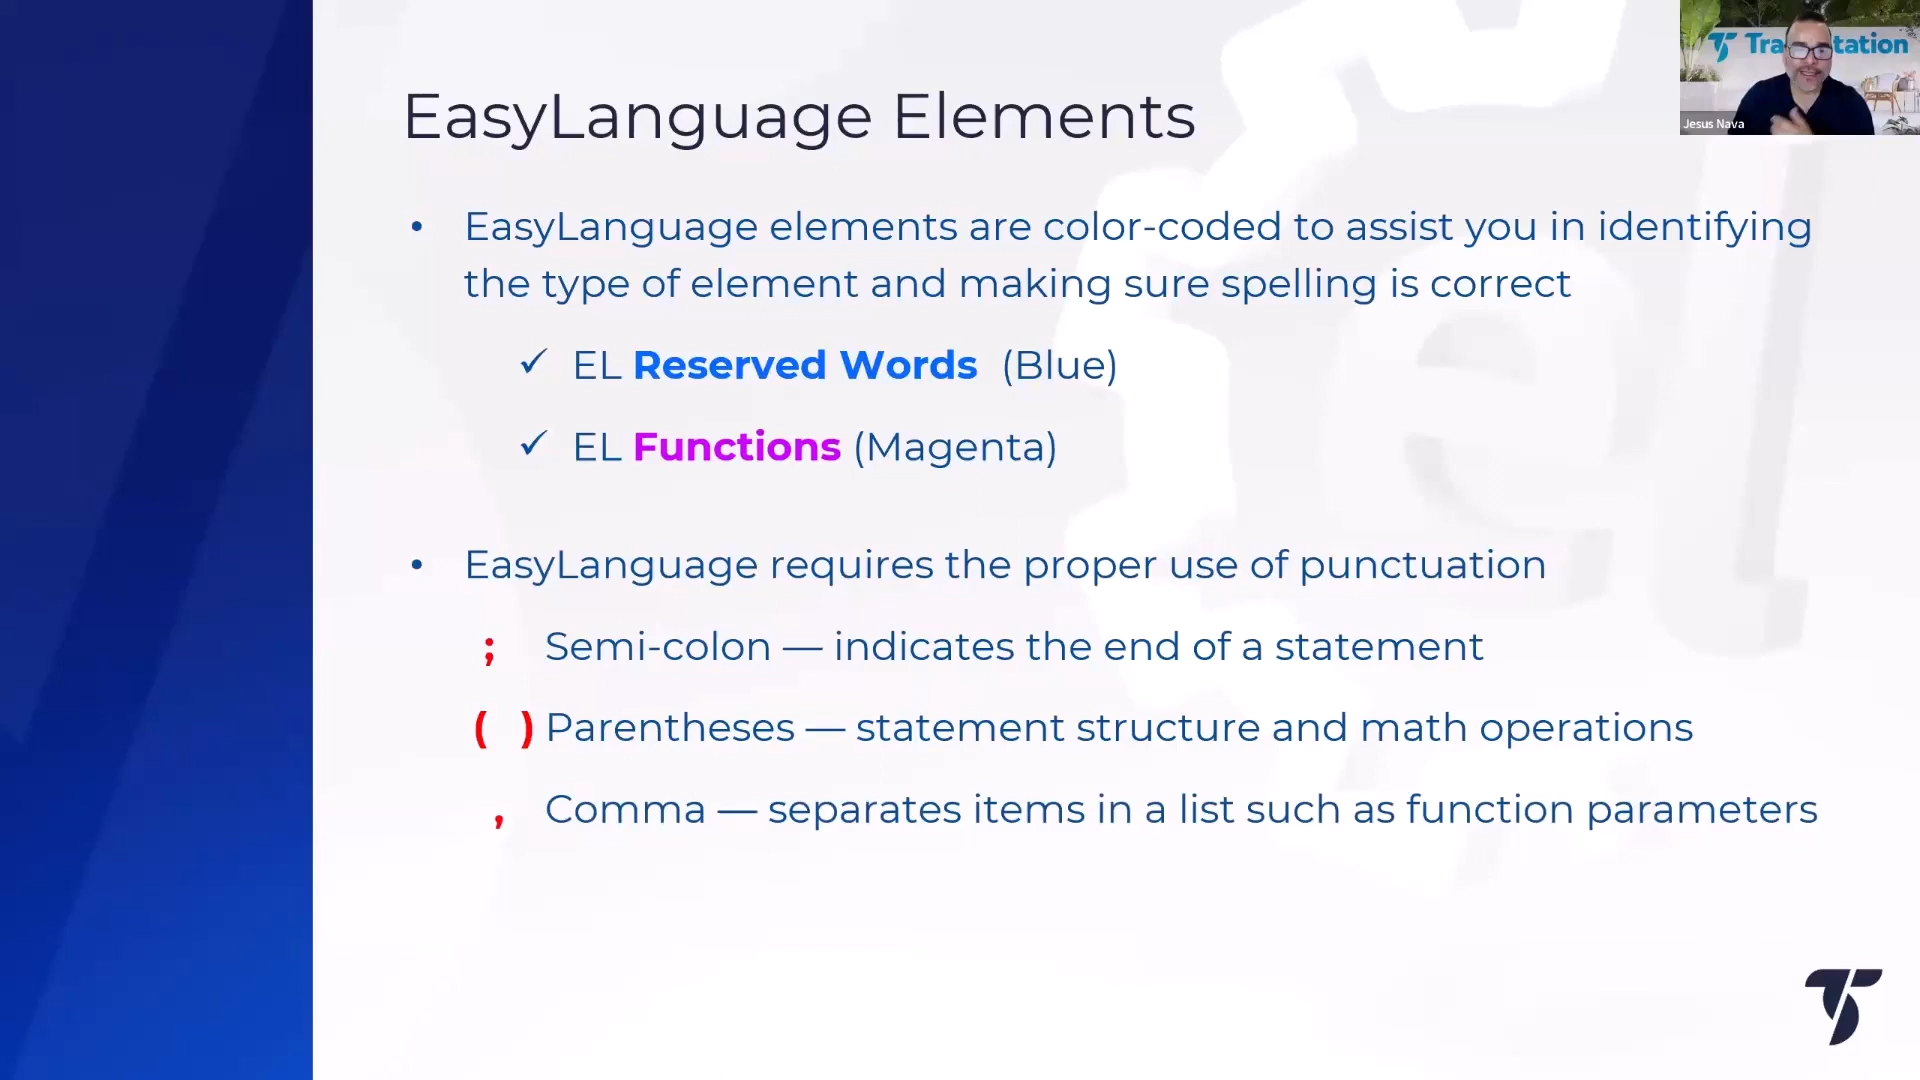 TradeStation
Jesus Nava
EasyLanguage Elements
• EasyLanguage elements are color-coded to assist you in identifying
the type of element and making sure spelling is correct
✓ EL Reserved Words (Blue)
✓ EL Functions (Magenta)
• EasyLanguage requires the proper use of punctuation
; Semi-colon — indicates the end of a statement
( ) Parentheses — statement structure and math operations
, Comma — separates items in a list such as function parameters